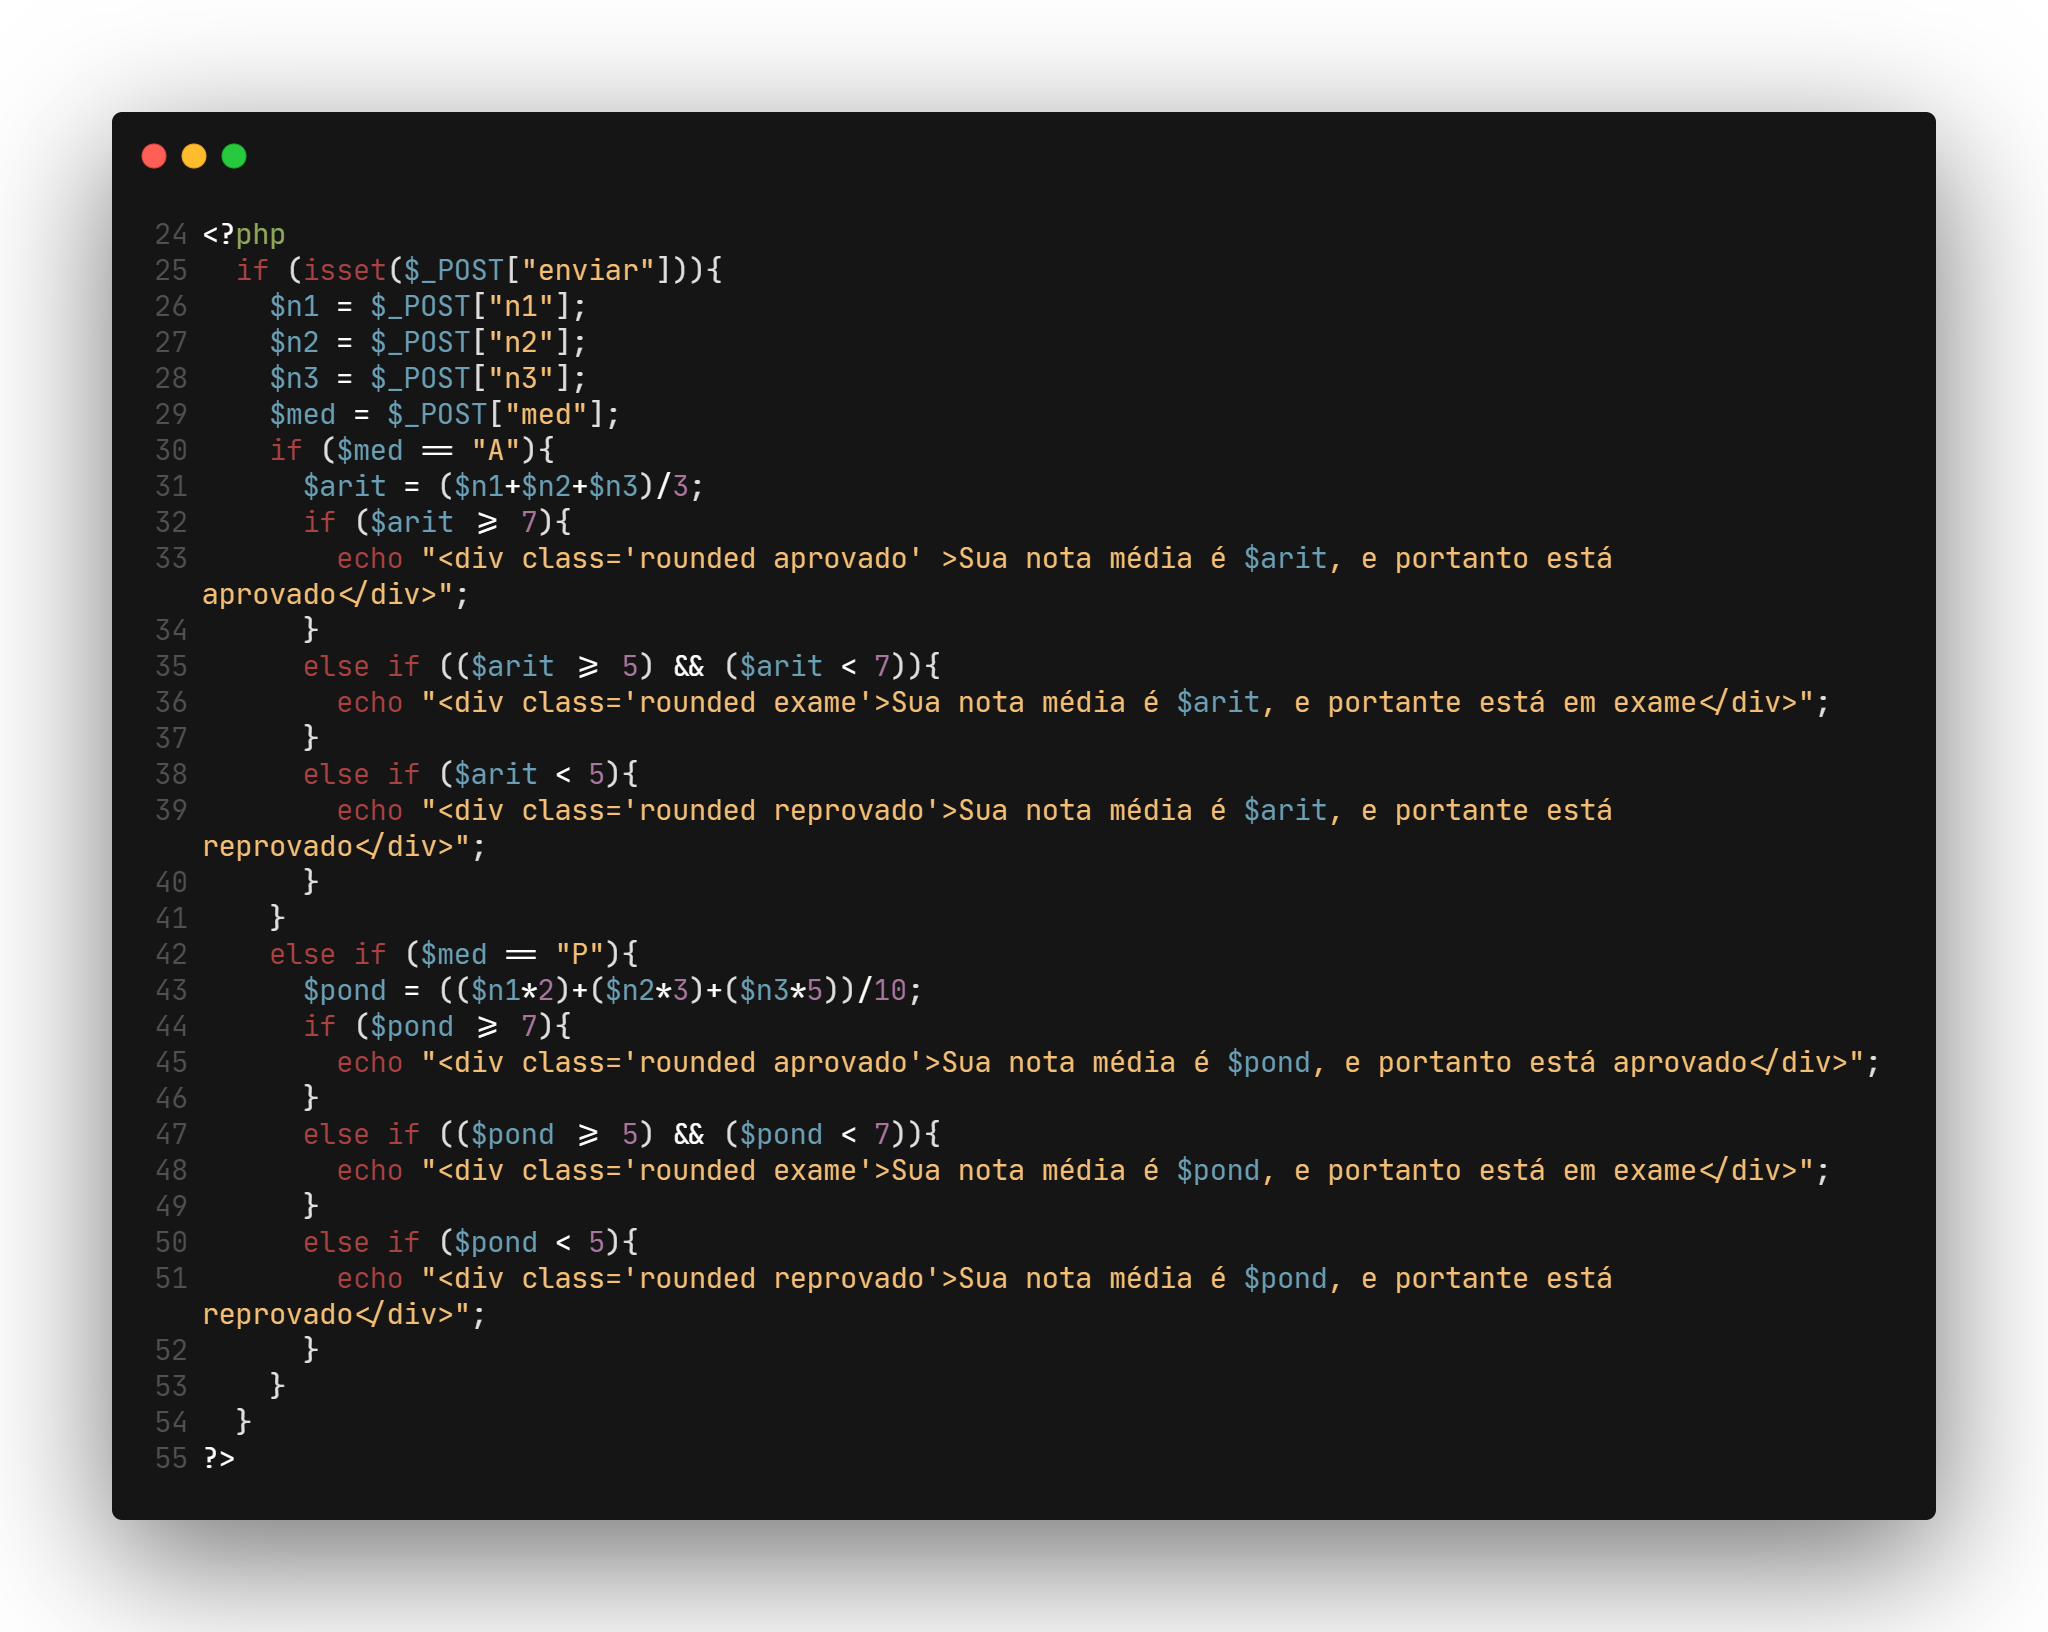 24 <?php
25   if (isset($_POST["enviar"])){
26     $n1 = $_POST["n1"];
27     $n2 = $_POST["n2"];
28     $n3 = $_POST["n3"];
29     $med = $_POST["med"];
30     if ($med == "A"){
31       $arit = ($n1+$n2+$n3)/3;
32       if ($arit >= 7){
33         echo "<div class='rounded aprovado' >Sua nota média é $arit, e portanto está
aprovado</div>";
34       }
35       else if (($arit >= 5) && ($arit < 7)){
36         echo "<div class='rounded exame'>Sua nota média é $arit, e portante está em exame</div>";
37       }
38       else if ($arit < 5){
39         echo "<div class='rounded reprovado'>Sua nota média é $arit, e portante está
reprovado</div>";
40       }
41     }
42     else if ($med == "P"){
43       $pond = (($n1*2)+($n2*3)+($n3*5))/10;
44       if ($pond >= 7){
45         echo "<div class='rounded aprovado'>Sua nota média é $pond, e portanto está aprovado</div>";
46       }
47       else if (($pond >= 5) && ($pond < 7)){
48         echo "<div class='rounded exame'>Sua nota média é $pond, e portanto está em exame</div>";
49       }
50       else if ($pond < 5){
51         echo "<div class='rounded reprovado'>Sua nota média é $pond, e portante está
reprovado</div>";
52       }
53     }
54   }
55 ?>